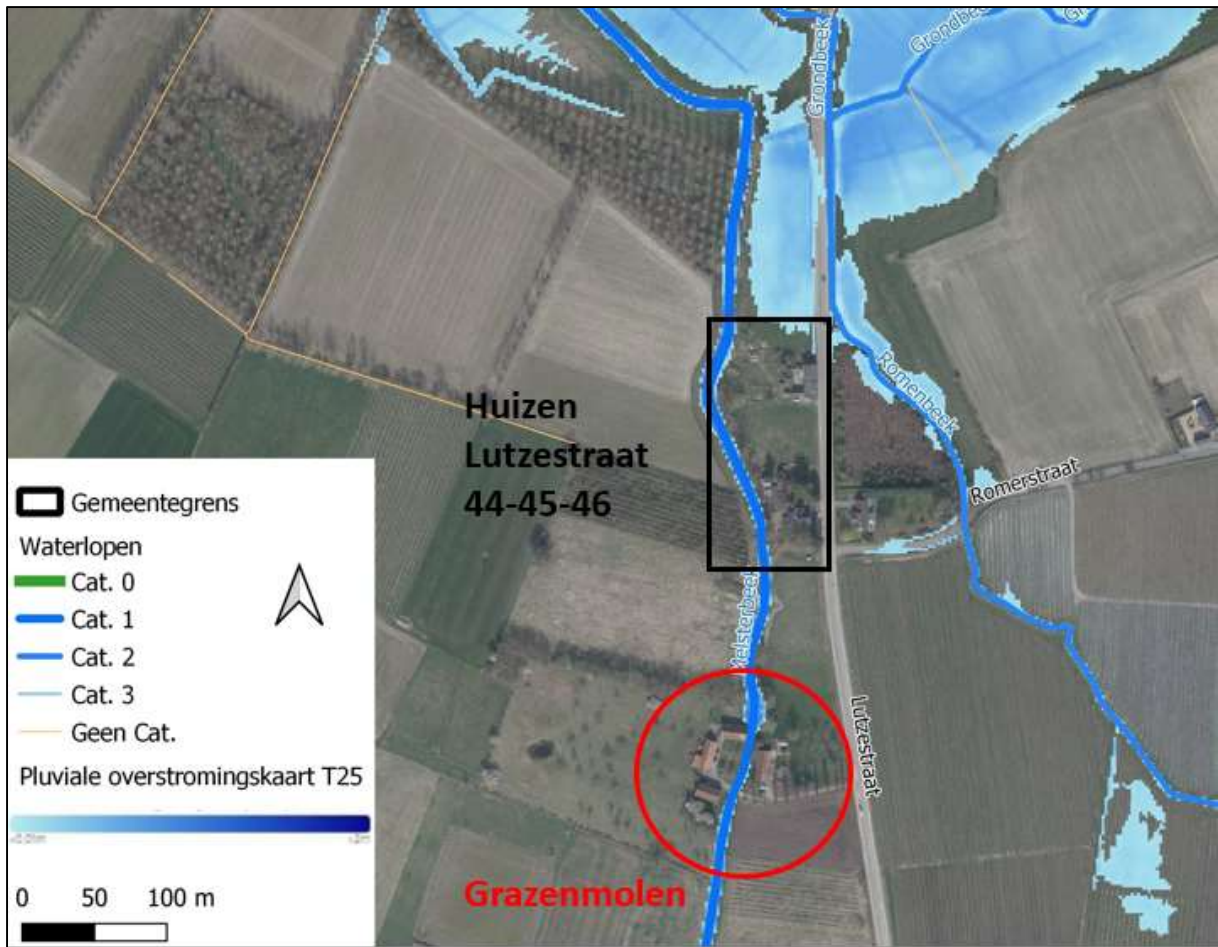 Grondbeek
Gr
Grondbeek
Romenbeek
Romerstraat
Huizen
Lutzestraat
44-45-46
Melsterbeek
Lutzestraat
Grazenmolen
Gemeentegrens
Waterlopen
Cat. 0
Cat. 1
Cat. 2
Cat. 3
Geen Cat.
Pluviale overstromingskaart T25
0 50 100 m